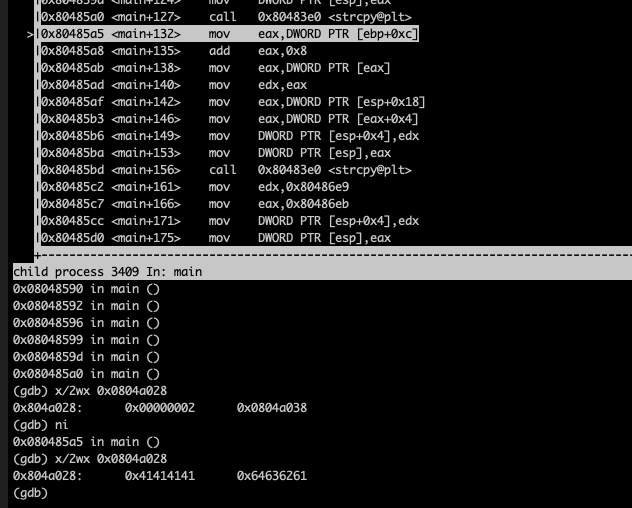 0x804859d <main+124>    mov    DWORD PTR [esp],eax
|0x80485a0 <main+127>    call   0x80483e0 <strcpy@plt>
>|0x80485a5 <main+132>    mov    eax,DWORD PTR [ebp+0xc]
|0x80485a8 <main+135>    add    eax,0x8
|0x80485ab <main+138>    mov    eax,DWORD PTR [eax]
|0x80485ad <main+140>    mov    edx,eax
|0x80485af <main+142>    mov    eax,DWORD PTR [esp+0x18]
|0x80485b3 <main+146>    mov    eax,DWORD PTR [eax+0x4]
|0x80485b6 <main+149>    mov    DWORD PTR [esp+0x4],edx
|0x80485ba <main+153>    mov    DWORD PTR [esp],eax
|0x80485bd <main+156>    call   0x80483e0 <strcpy@plt>
|0x80485c2 <main+161>    mov    edx,0x80486e9
|0x80485c7 <main+166>    mov    eax,0x80486eb
|0x80485cc <main+171>    mov    DWORD PTR [esp+0x4],edx
|0x80485d0 <main+175>    mov    DWORD PTR [esp],eax
child process 3409 In: main
0x08048590 in main ()
0x08048592 in main ()
0x08048596 in main ()
0x08048599 in main ()
0x0804859d in main ()
0x080485a0 in main ()
(gdb) x/2wx 0x0804a028
0x804a028:      0x00000002      0x0804a038
(gdb) ni
0x080485a5 in main ()
(gdb) x/2wx 0x0804a028
0x804a028:      0x41414141      0x64636261
(gdb)